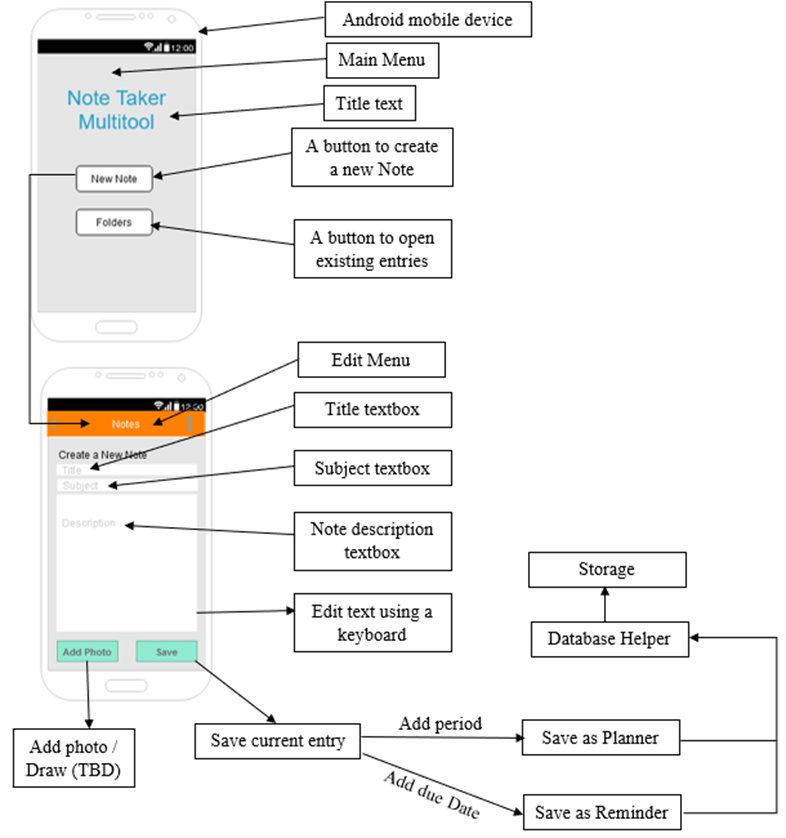 Android mobile device
12:00
Main Menu
Note Taker
Multitool
Title text
A button to create
a new Note
New Note
Folders
A button to open
existing entries
Edit Menu
12:00
Notes
Title textbox
Create a New Note
Title
Subject textbox
Subject
Description
Note description
textbox
Storage
Edit text using a
keyboard
Database Helper
Add Photo
Save
Add period
Save current entry
Save as Planner
Add photo /
Draw (TBD)
Add due Date
Save as Reminder